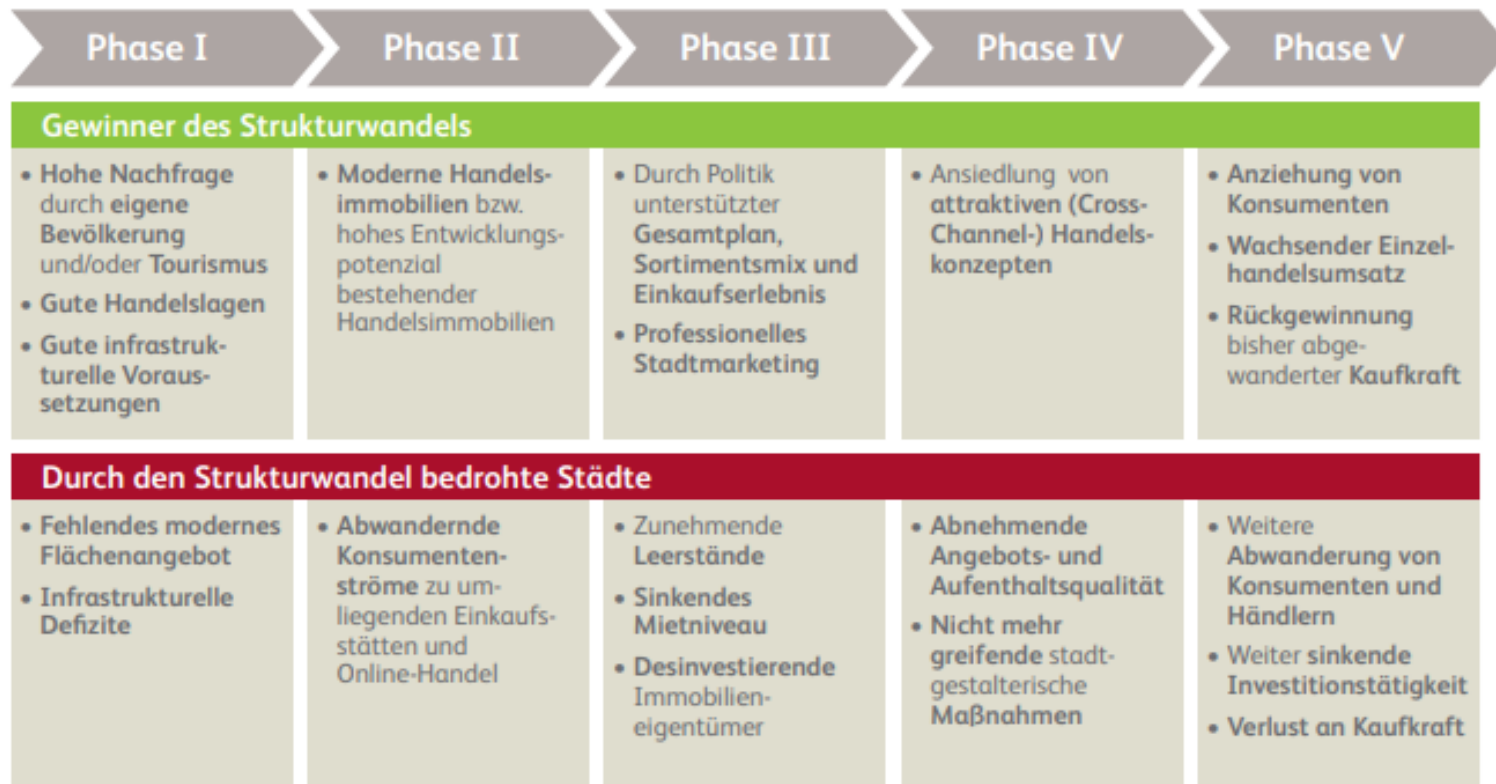 Phase I
Phase II
Phase III
Phase IV
Phase V
Gewinner des Strukturwandels
• Hohe Nachfrage
durch eigene
Bevölkerung
und/oder Tourismus
• Gute Handelslagen
• Gute infrastruk-
turelle Voraus-
setzungen
• Moderne Handels-
immobilien bzw.
hohes Entwicklungs-
potenzial
bestehender
Handelsimmobilien
• Durch Politik
unterstützter
Gesamtplan,
Sortimentsmix und
Einkaufserlebnis
• Professionelles
Stadtmarketing
• Ansiedlung von
attraktiven (Cross-
Channel-) Handels-
konzepten
• Anziehung von
Konsumenten
• Wachsender Einzel-
handelsumsatz
• Rückgewinnung
bisher abge-
wanderter Kaufkraft
Durch den Strukturwandel bedrohte Städte
• Fehlendes modernes
Flächenangebot
• Infrastrukturelle
Defizite
• Abwandernde
Konsumenten-
ströme zu um-
liegenden Einkaufs-
stätten und
Online-Handel
• Zunehmende
Leerstände
• Sinkendes
Mietniveau
• Desinvestierende
Immobilien-
eigentümer
• Abnehmende
Angebots- und
Aufenthaltsqualität
• Nicht mehr
greifende stadt-
gestalterische
Maßnahmen
• Weitere
Abwanderung von
Konsumenten und
Händlern
• Weiter sinkende
Investitionstätigkeit
• Verlust an Kaufkraft